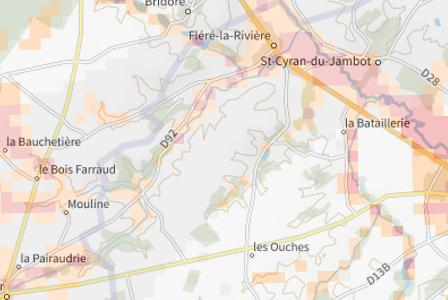 Bridoré
Fléré-la-Rivière
St-Cyran-du-Jambot
D28
la Bataillerie
D92
la Bauchetière
le Bois Farraud
Mouline
les Ouches
la Pairaudrie
D13B